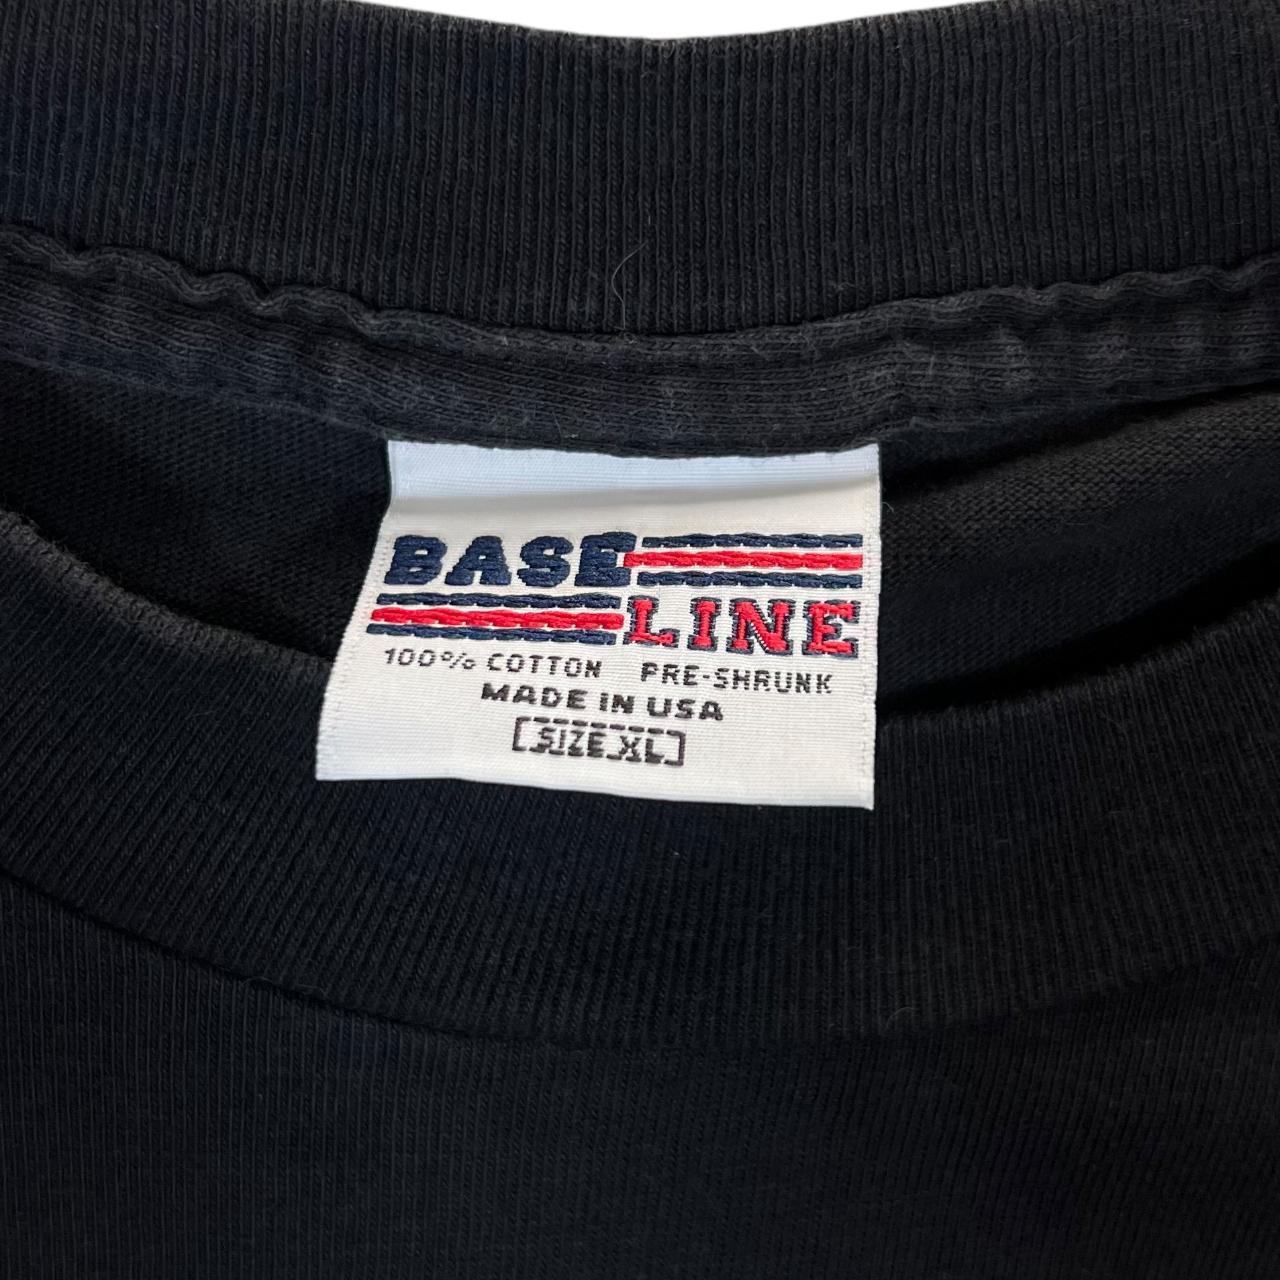 BASE
LINE
100% COTTON PRE-SHRUNK
MADE IN USA
SIZE XL